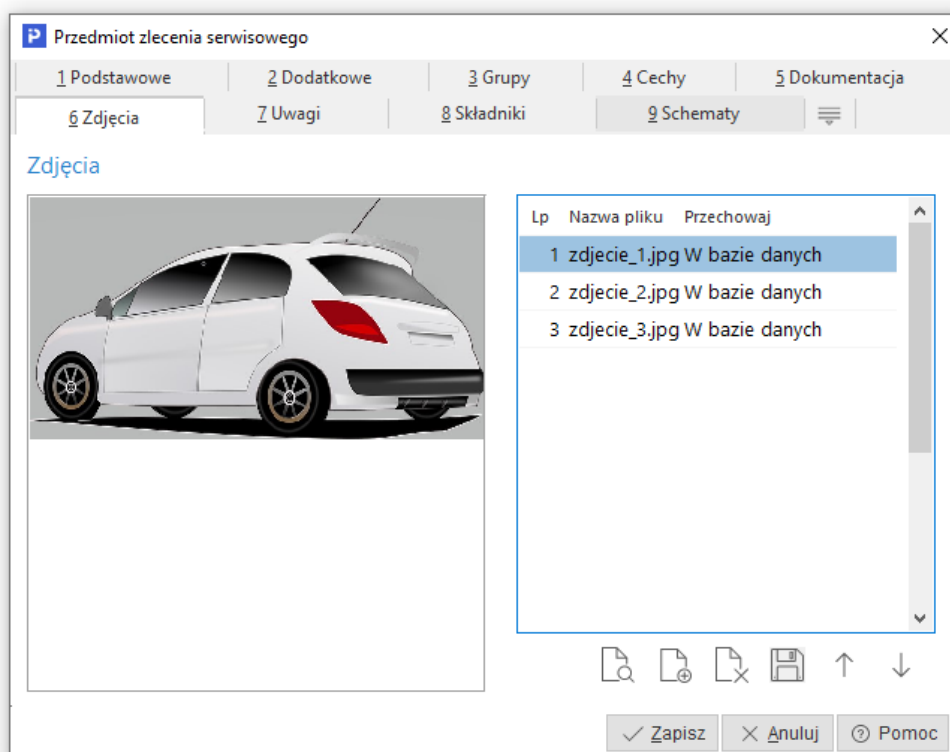 Przedmiot zlecenia serwisowego
1 Podstawowe 2 Dodatkowe 3 Grupy 4 Cechy 5 Dokumentacja
6 Zdjęcia 7 Uwagi 8 Składniki 9 Schematy
Zdjęcia
Lp Nazwa pliku Przechowaj
1 zdjecie_1.jpg W bazie danych
2 zdjecie_2.jpg W bazie danych
3 zdjecie_3.jpg W bazie danych
Zapisz Anuluj Pomoc